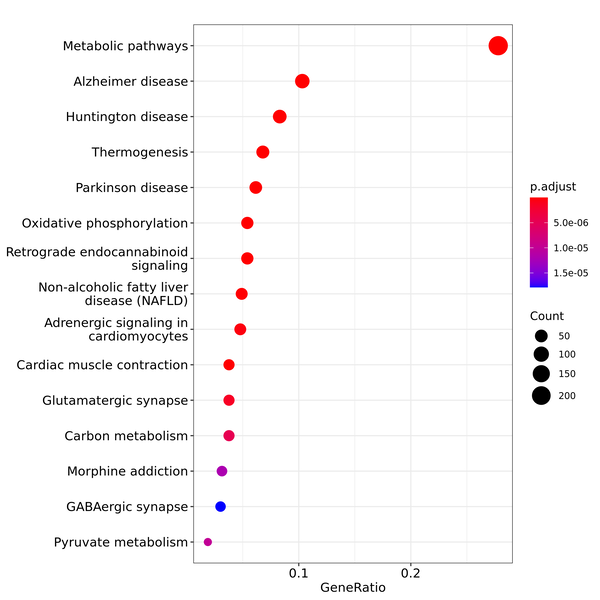 Metabolic pathways
Alzheimer disease
Huntington disease
Thermogenesis
Parkinson disease
Oxidative phosphorylation
Retrograde endocannabinoid
signaling
Non-alcoholic fatty liver
disease (NAFLD)
Adrenergic signaling in
cardiomyocytes
Cardiac muscle contraction
Glutamatergic synapse
Carbon metabolism
Morphine addiction
GABAergic synapse
Pyruvate metabolism
0.1
0.2
GeneRatio
p.adjust
5.0e-06
1.0e-05
1.5e-05
Count
50
100
150
200